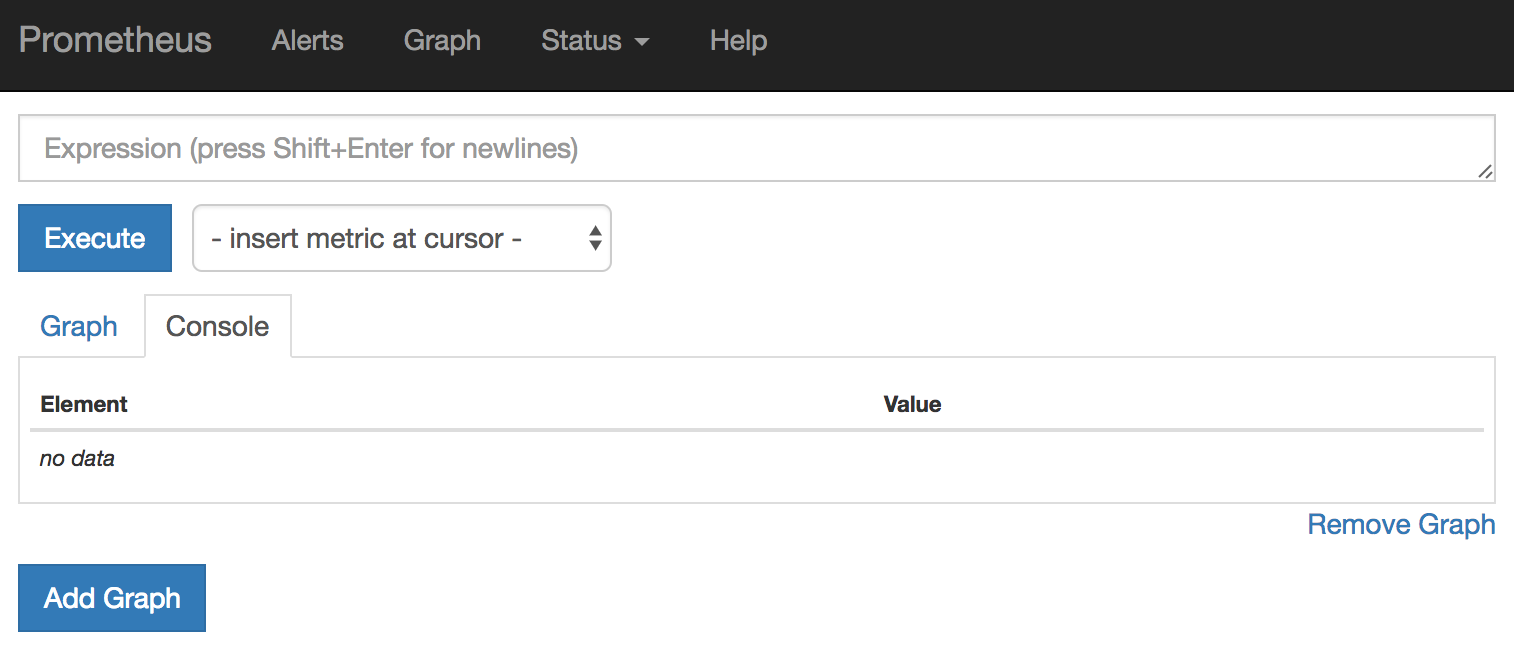 Prometheus Alerts Graph Status Help
Expression (press Shift+Enter for newlines)
Execute - insert metric at cursor -
Graph Console
Element Value
no data
Remove Graph
Add Graph